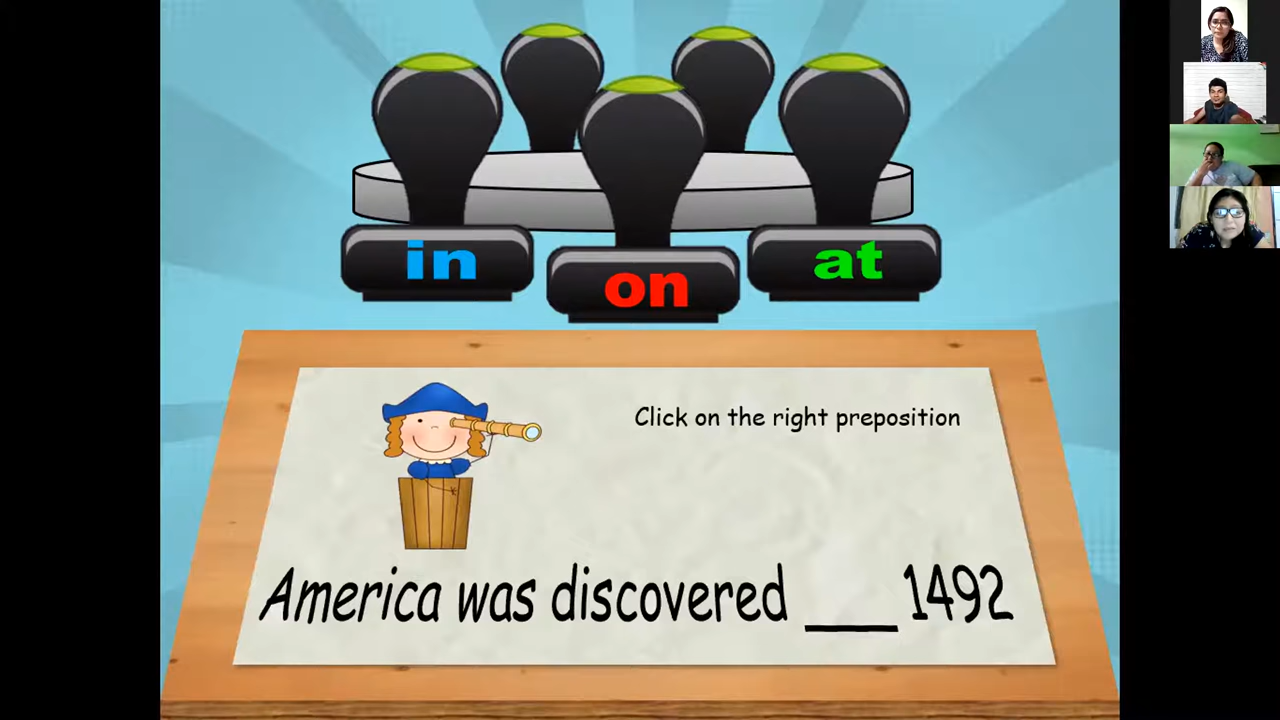 in
on
at
Click on the right preposition
America was discovered ___ 1492